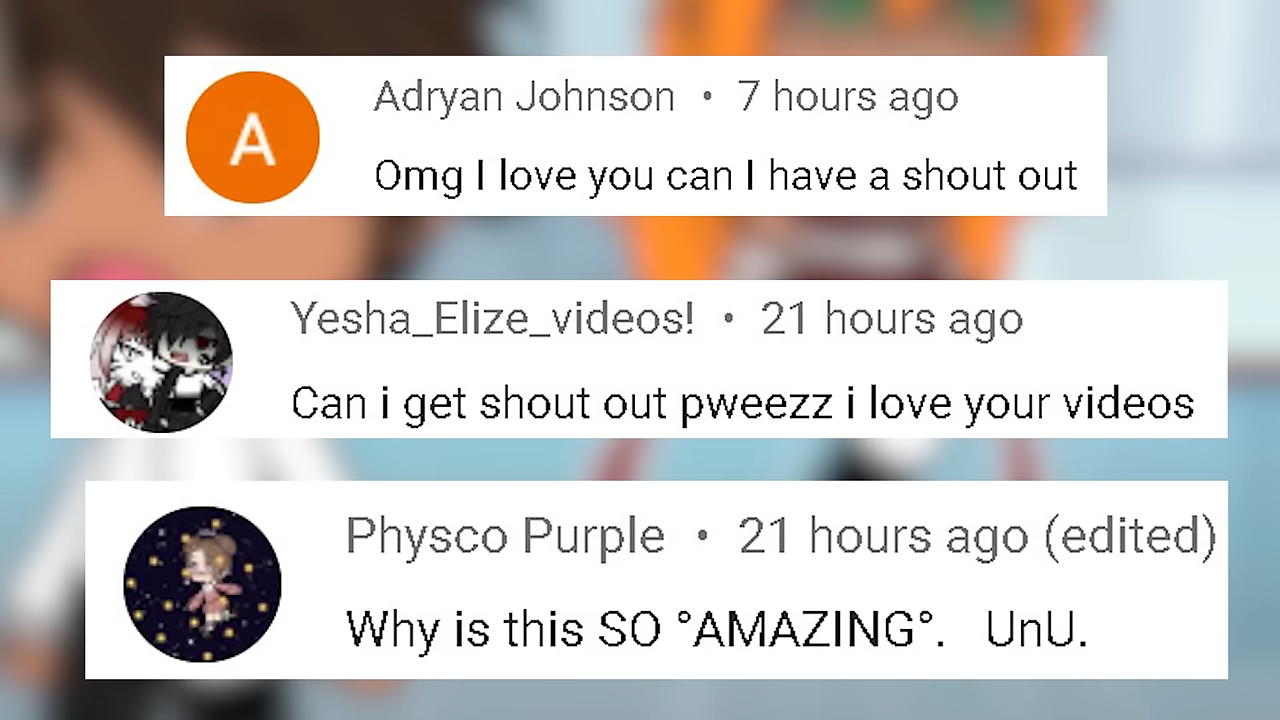 A
Adryan Johnson • 7 hours ago
Omg I love you can I have a shout out
Yesha_Elize_videos! • 21 hours ago
Can i get shout out pweezz i love your videos
Physco Purple • 21 hours ago (edited)
Why is this SO °AMAZING°. UnU.